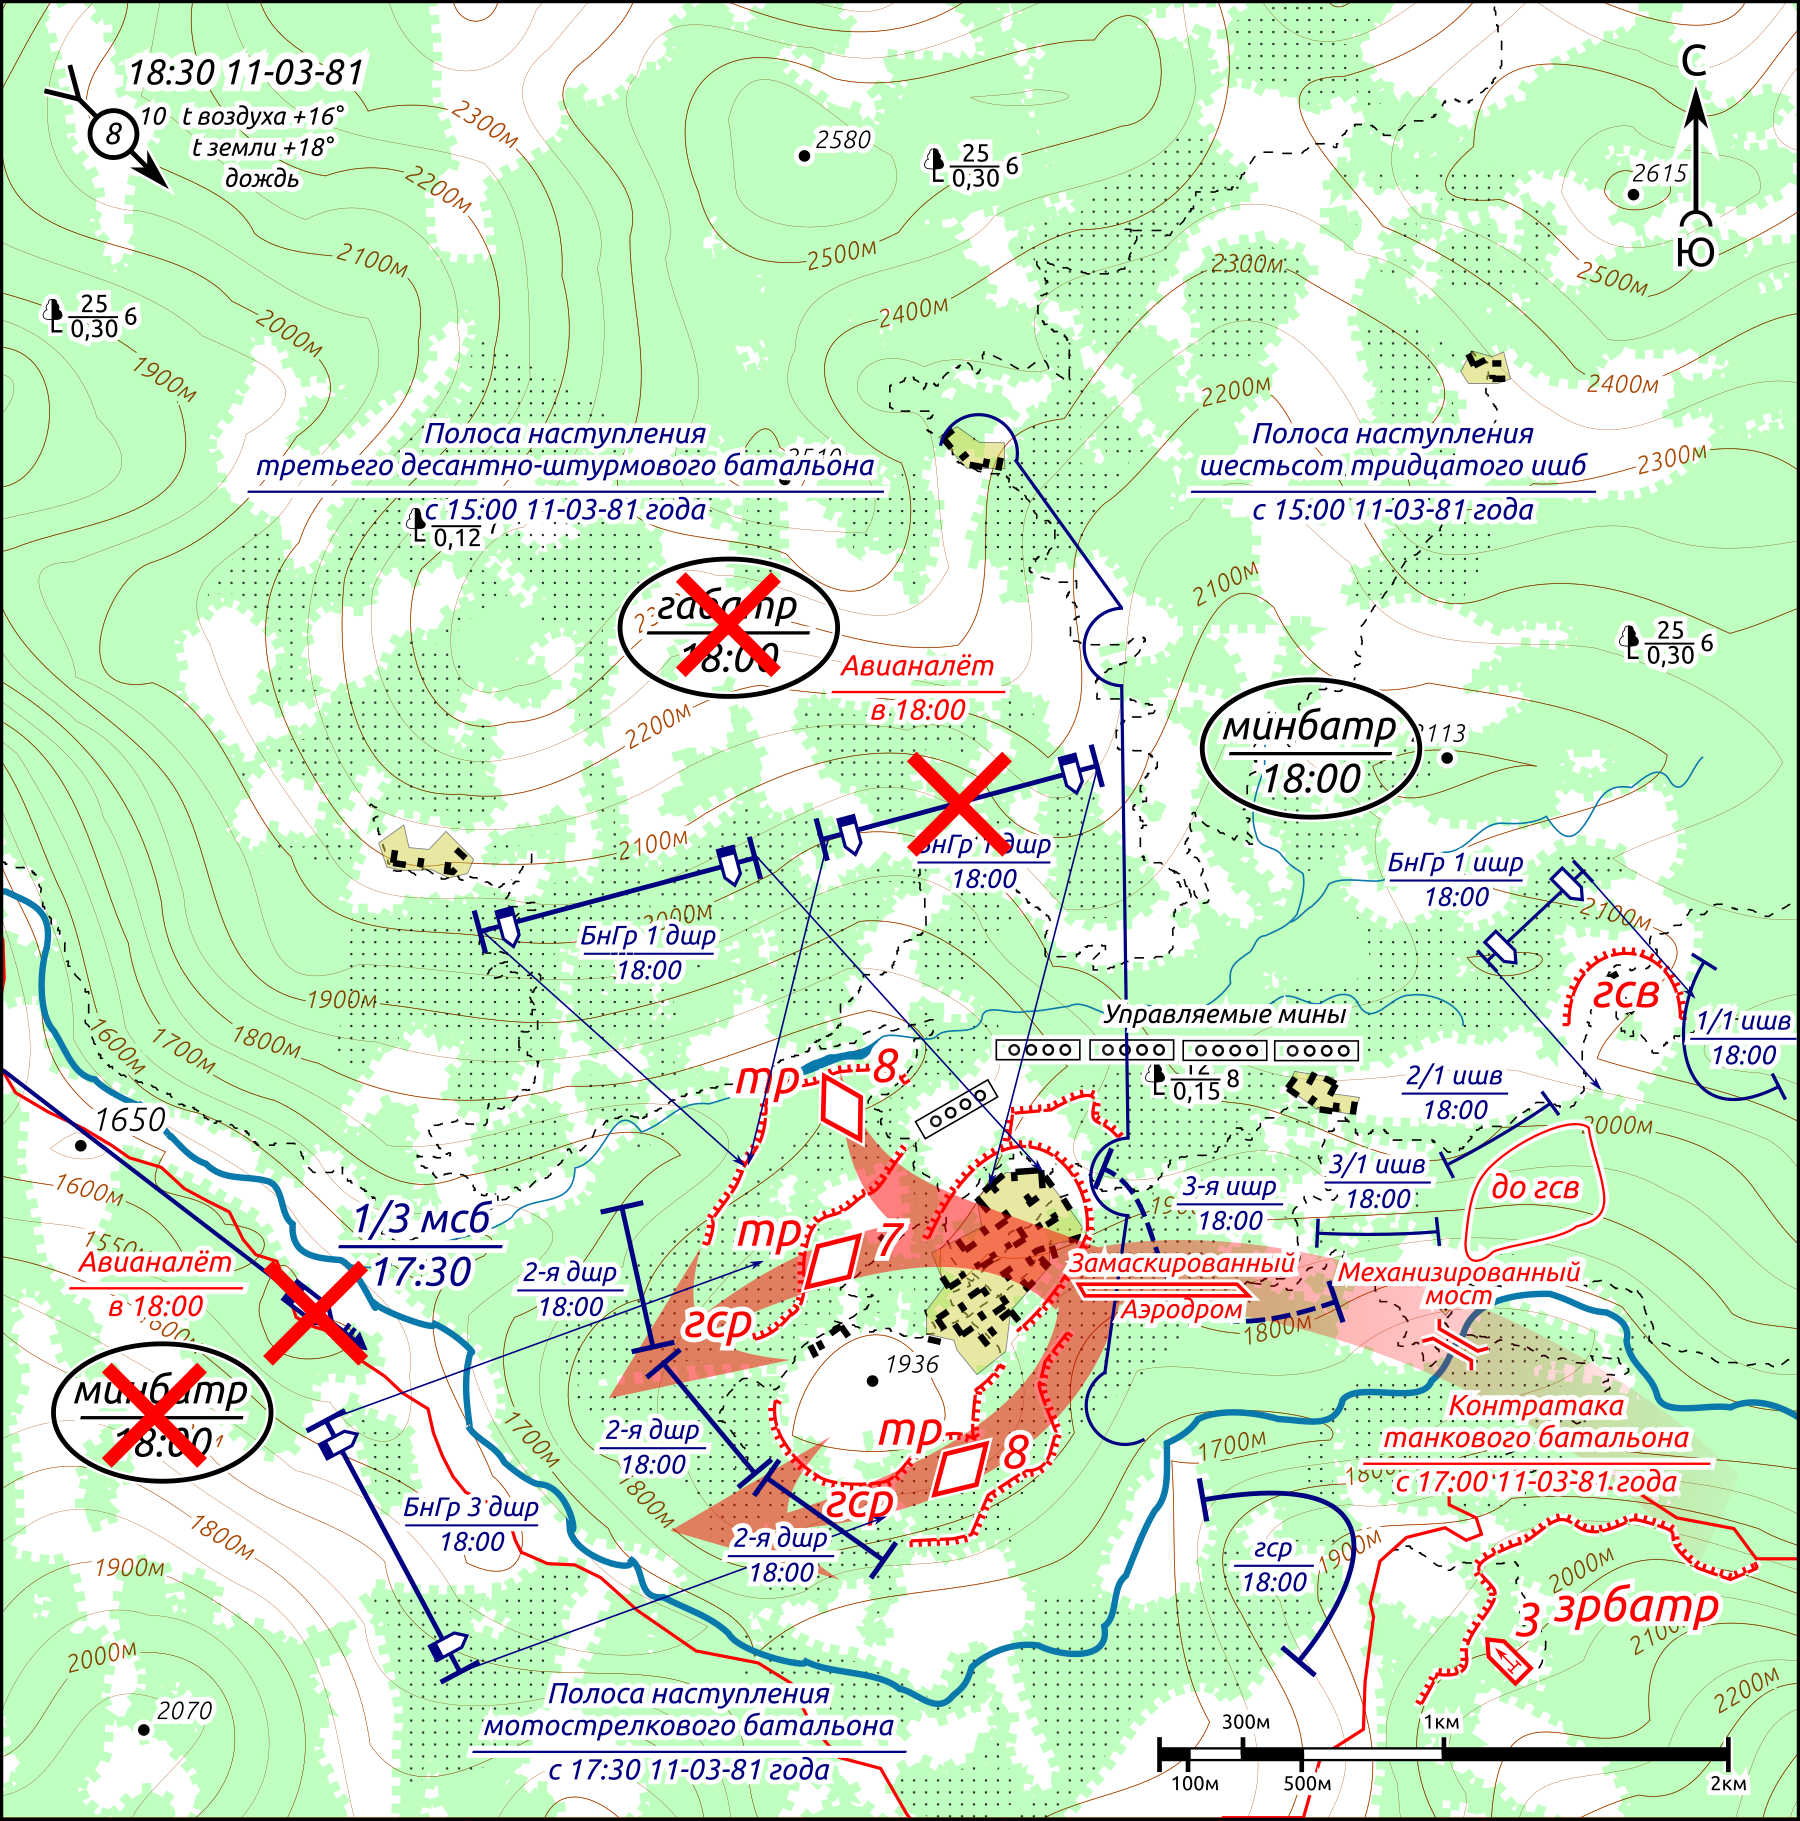 18:30 11-03-81
10 t воздуха +16°
8
t земли +18°
дождь
С
Ю
2300м
2580
25
0,30
6
2615
2200м
2100м
2500м
2300м
2500м
25
0,30
6
2000м
1900м
2400м
2200м
2400м
Полоса наступления
третьего десантно-штурмового батальона
с 15:00 11-03-81 года
Полоса наступления
шестьсот тридцатого ишб
с 15:00 11-03-81 года
2300м
0,12
габатр
18:00
2100м
Авианалёт
в 18:00
25
0,30
6
2200м
минбатр
18:00
2113
2100м
БнГр 1 дшр
18:00
БнГр 1 ишр
18:00
2100м
2000м
БнГр 1 дшр
18:00
1900м
1800м
1700м
1600м
гсв
Управляемые мины
1/1 ишв
18:00
тр
8
12
0,15
8
2/1 ишв
18:00
1650
2000м
1600м
3/1 ишв
18:00
до гсв
3-я ишр
18:00
1/3 мсб
17:30
тр
7
1550м
Авианалёт
в 18:00
2-я дшр
18:00
Замаскированный
Аэродром
Механизированный
мост
гср
1800м
1600м
1936
минбатр
18:00
Контратака
танкового батальона
с 17:00 11-03-81 года
тр
8
2-я дшр
18:00
1700м
1700м
1800м
1800м
гср
БнГр 3 дшр
18:00
2-я дшр
18:00
гср
18:00
1900м
1800м
1900м
2000м
3 зрбатр
2000м
2100м
2200м
2070
Полоса наступления
мотострелкового батальона
с 17:30 11-03-81 года
300м
1км
100м
500м
2км